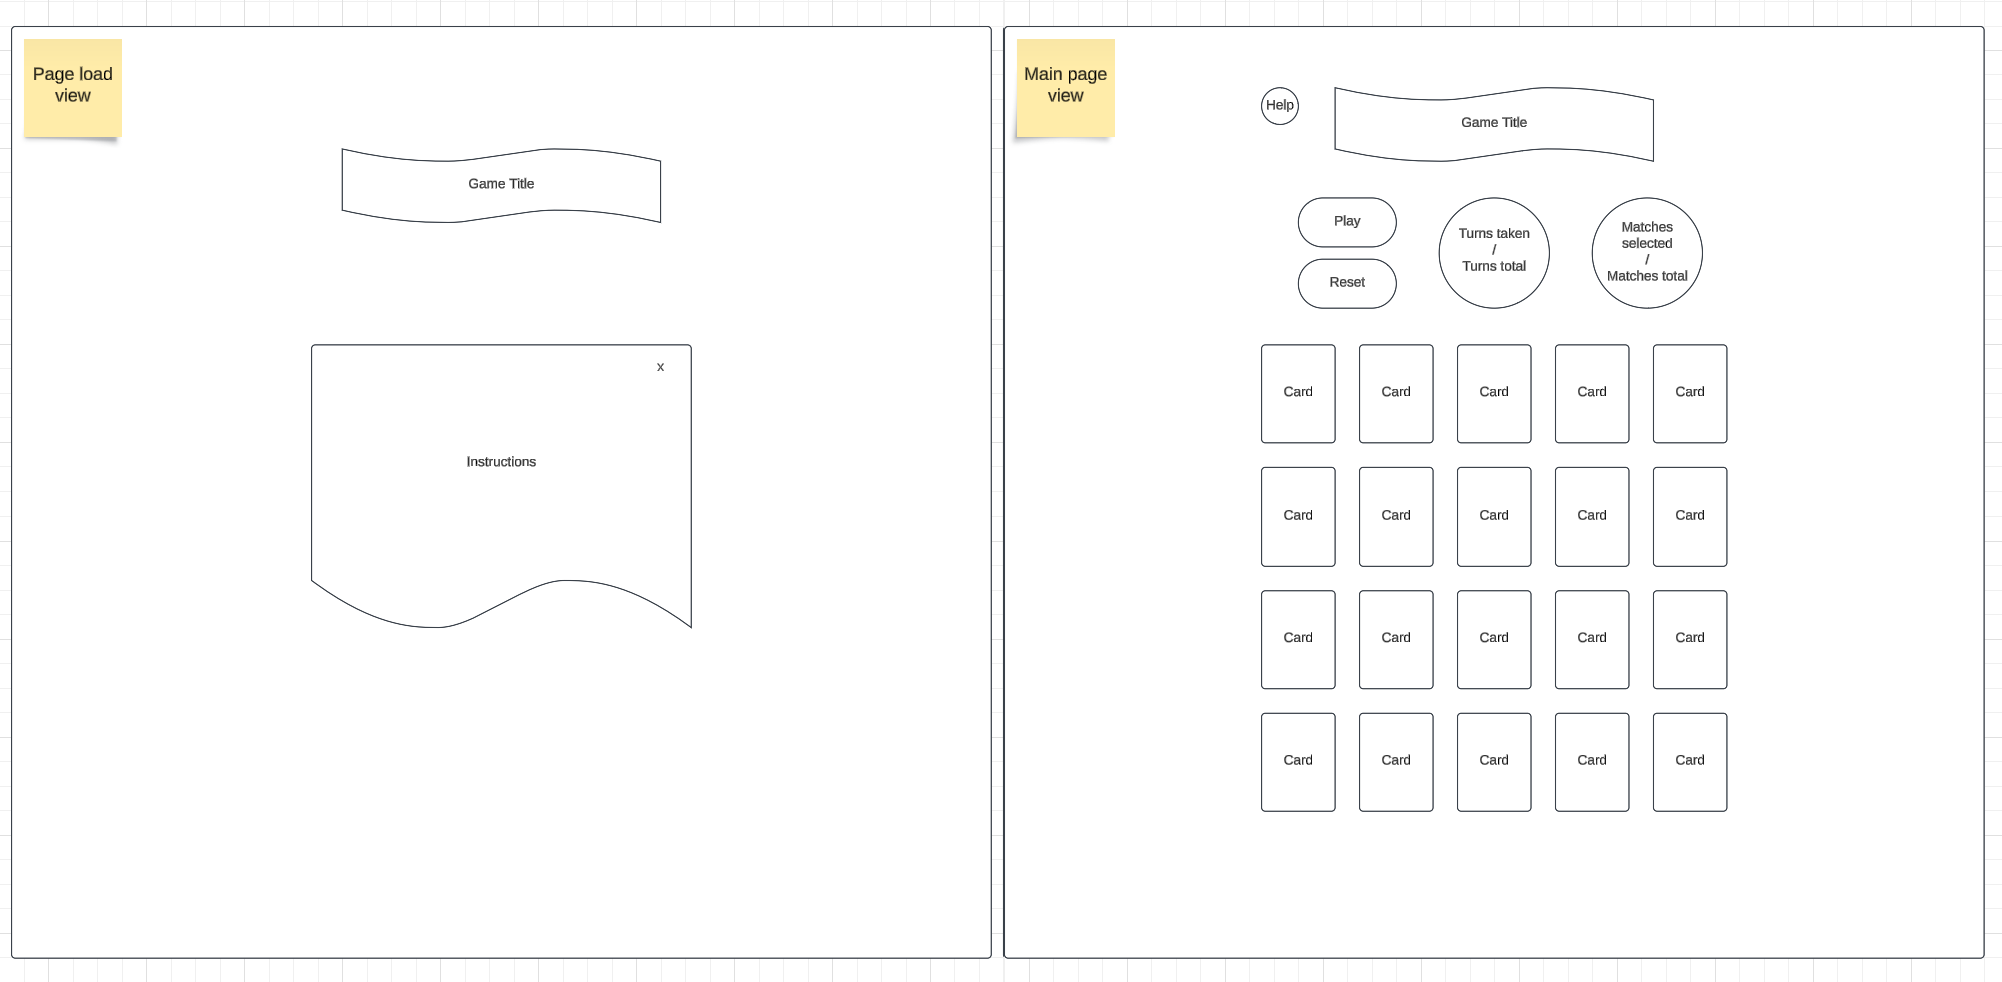 Page load
view
Game Title
x
Instructions
Main page
view
Help
Game Title
Play
Reset
Turns taken
/
Turns total
Matches
selected
/
Matches total
Card Card Card Card Card
Card Card Card Card Card
Card Card Card Card Card
Card Card Card Card Card